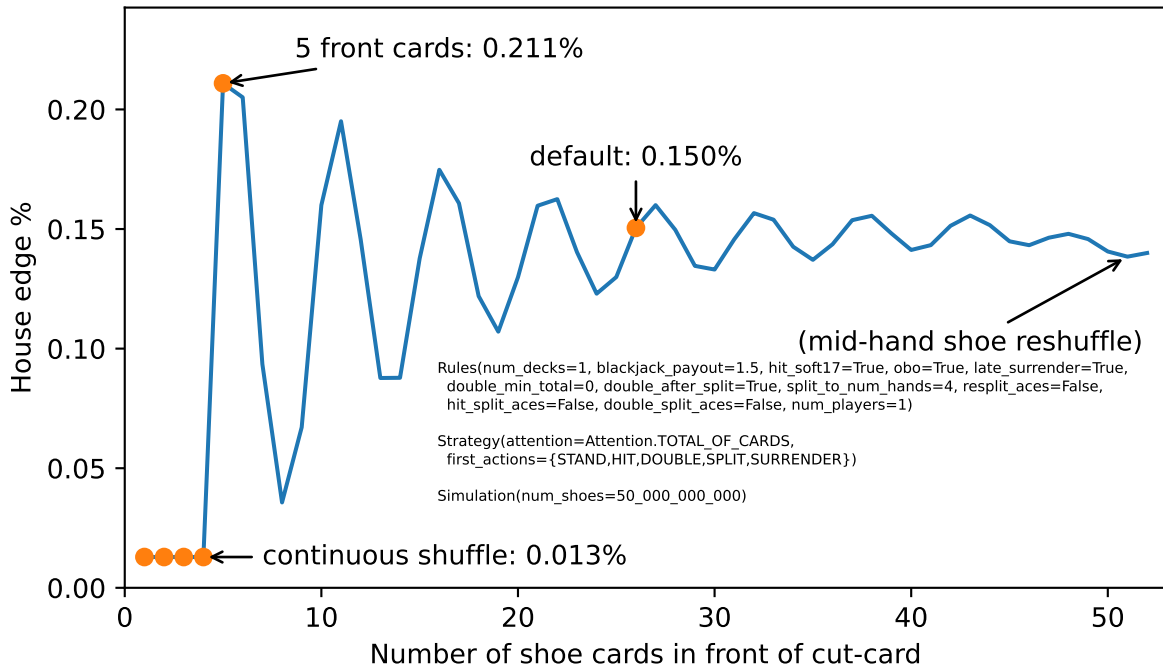 5 front cards: 0.211%
default: 0.150%
(mid-hand shoe reshuffle)
Rules(num_decks=1, blackjack_payout=1.5, hit_soft17=True, obo=True, late_surrender=True,
double_min_total=0, double_after_split=True, split_to_num_hands=4, resplit_aces=False,
hit_split_aces=False, double_split_aces=False, num_players=1)
Strategy(attention=Attention.TOTAL_OF_CARDS,
first_actions={STAND,HIT,DOUBLE,SPLIT,SURRENDER})
Simulation(num_shoes=50_000_000_000)
continuous shuffle: 0.013%
House edge %
0.20
0.15
0.10
0.05
0.00
0 10 20 30 40 50
Number of shoe cards in front of cut-card